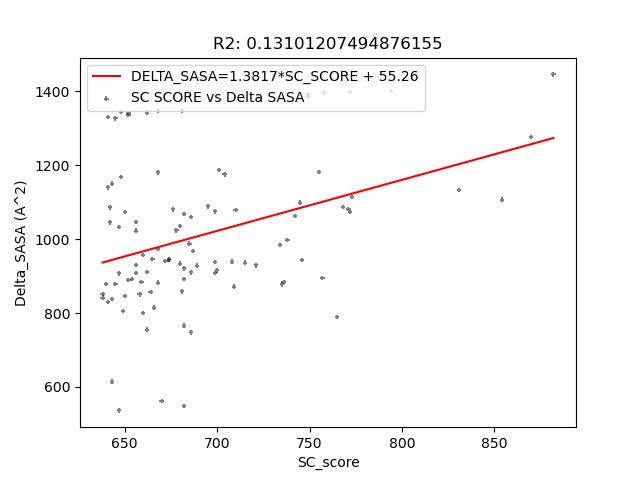 R2: 0.13101207494876155
DELTA_SASA=1.3817*SC_SCORE + 55.26
SC SCORE vs Delta SASA
Delta_SASA (A^2)
1400
1200
1000
800
600
650 700 750 800 850
SC_score